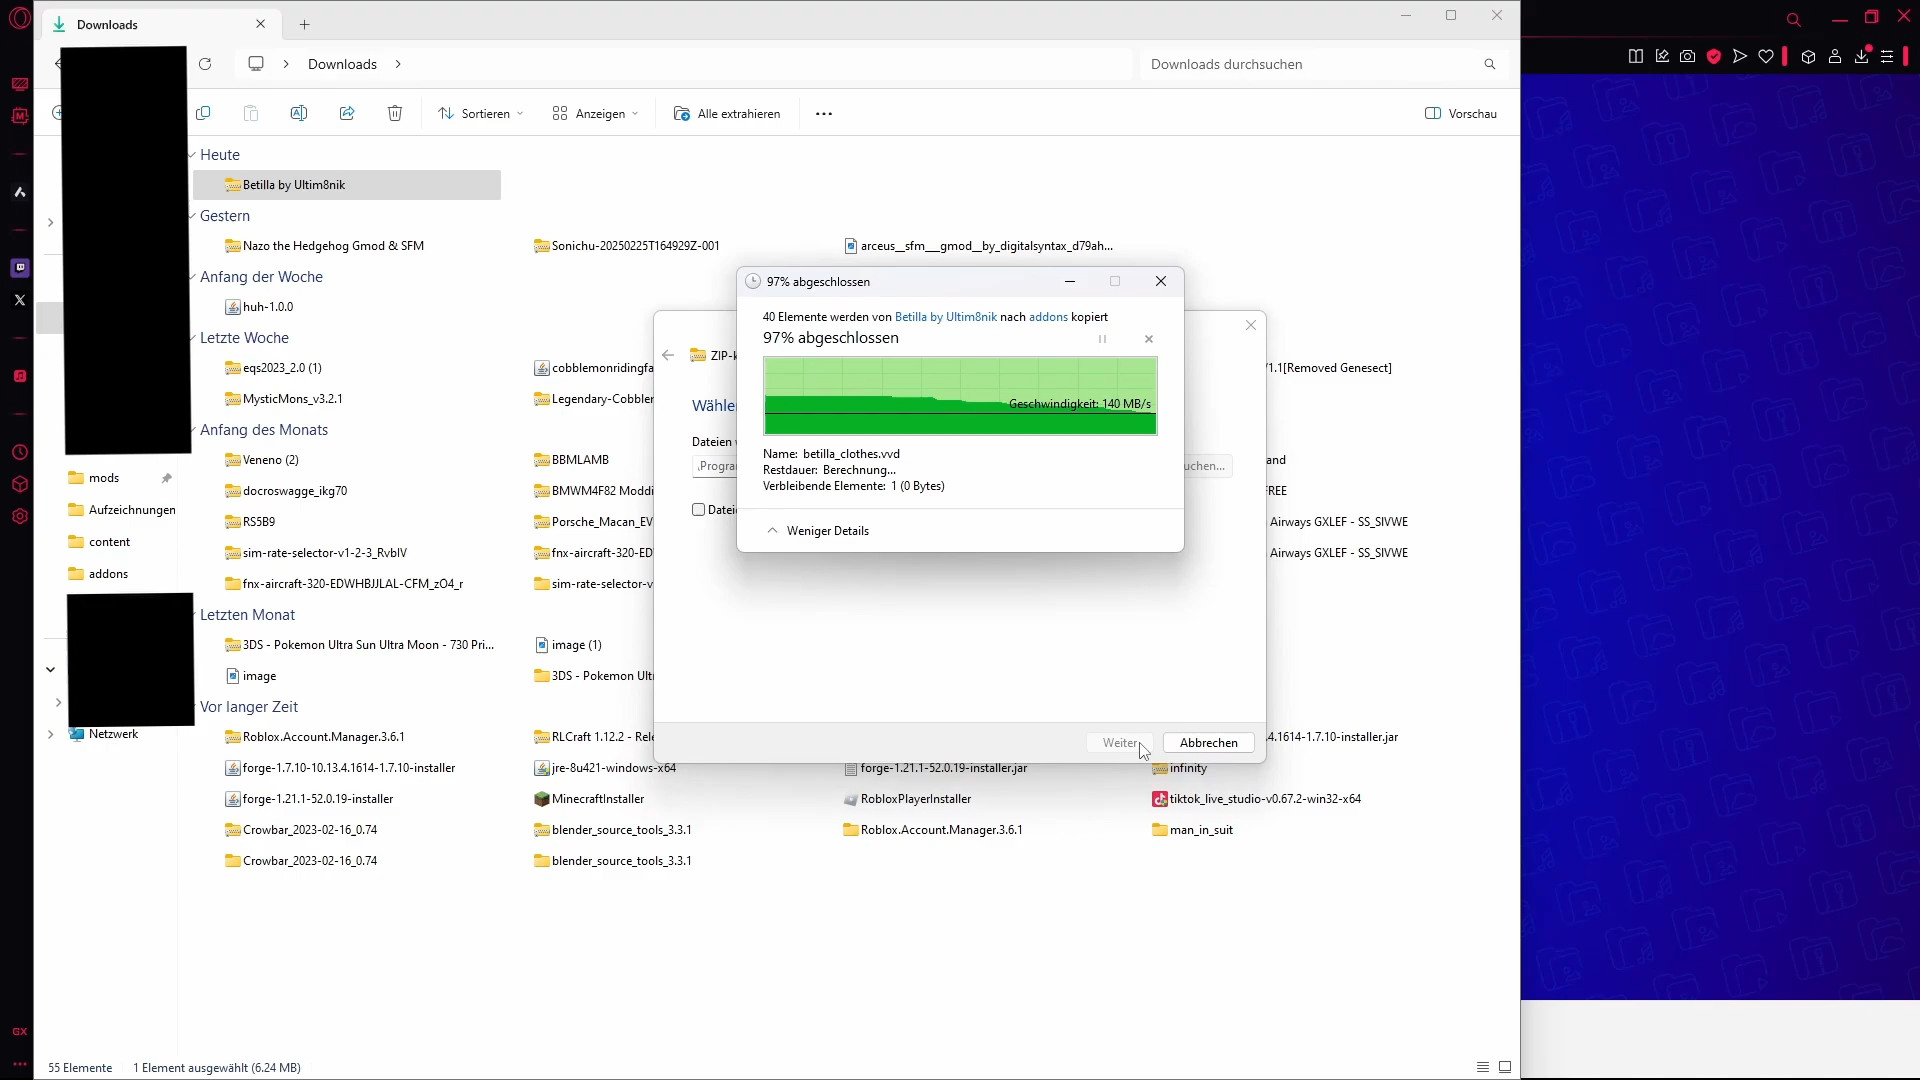 Downloads
Downloads
Downloads durchsuchen
Sortieren
Anzeigen
Alle extrahieren
Vorschau
Heute
Betilla by Ultim8nik
Gestern
Nazo the Hedgehog Gmod & SFM
Sonichu-20250225T164929Z-001
arceus__sfm__gmod__by_digitalsyntax_d79ah...
Anfang der Woche
huh-1.0.0
Letzte Woche
eqs2023_2.0 (1)
cobblemonridingfa
1.1[Removed Genesect]
MysticMons_v3.2.1
Legendary-Cobblen
Anfang des Monats
Veneno (2)
BBMLAMB
and
docroswagge_ikg70
BMWM4F82 Moddi
FREE
RS5B9
Porsche_Macan_EV
Airways GXLEF - SS_SIVWE
sim-rate-selector-v1-2-3_RvbIV
fnx-aircraft-320-ED
Airways GXLEF - SS_SIVWE
fnx-aircraft-320-EDWHBJJLAL-CFM_zO4_r
sim-rate-selector-v
Letzten Monat
3DS - Pokemon Ultra Sun Ultra Moon - 730 Pri...
image (1)
image
3DS - Pokemon Ult
Vor langer Zeit
Roblox.Account.Manager.3.6.1
RLCraft 1.12.2 - Rele
.4.1614-1.7.10-installer.jar
forge-1.7.10-10.13.4.1614-1.7.10-installer
jre-8u421-windows-x64
forge-1.21.1-52.0.19-installer.jar
infinity
forge-1.21.1-52.0.19-installer
MinecraftInstaller
RobloxPlayerInstaller
tiktok_live_studio-v0.67.2-win32-x64
Crowbar_2023-02-16_0.74
blender_source_tools_3.3.1
Roblox.Account.Manager.3.6.1
man_in_suit
Crowbar_2023-02-16_0.74
blender_source_tools_3.3.1
mods
Aufzeichnungen
content
addons
Netzwerk
ZIP-k
Wähler
Dateien
\Progra
uchen...
Datei
Weiter
Abbrechen
97% abgeschlossen
40 Elemente werden von Betilla by Ultim8nik nach addons kopiert
97% abgeschlossen
Geschwindigkeit: 140 MB/s
Name: betilla_clothes.vvd
Restdauer: Berechnung...
Verbleibende Elemente: 1 (0 Bytes)
Weniger Details
55 Elemente
1 Element ausgewählt (6.24 MB)
GX